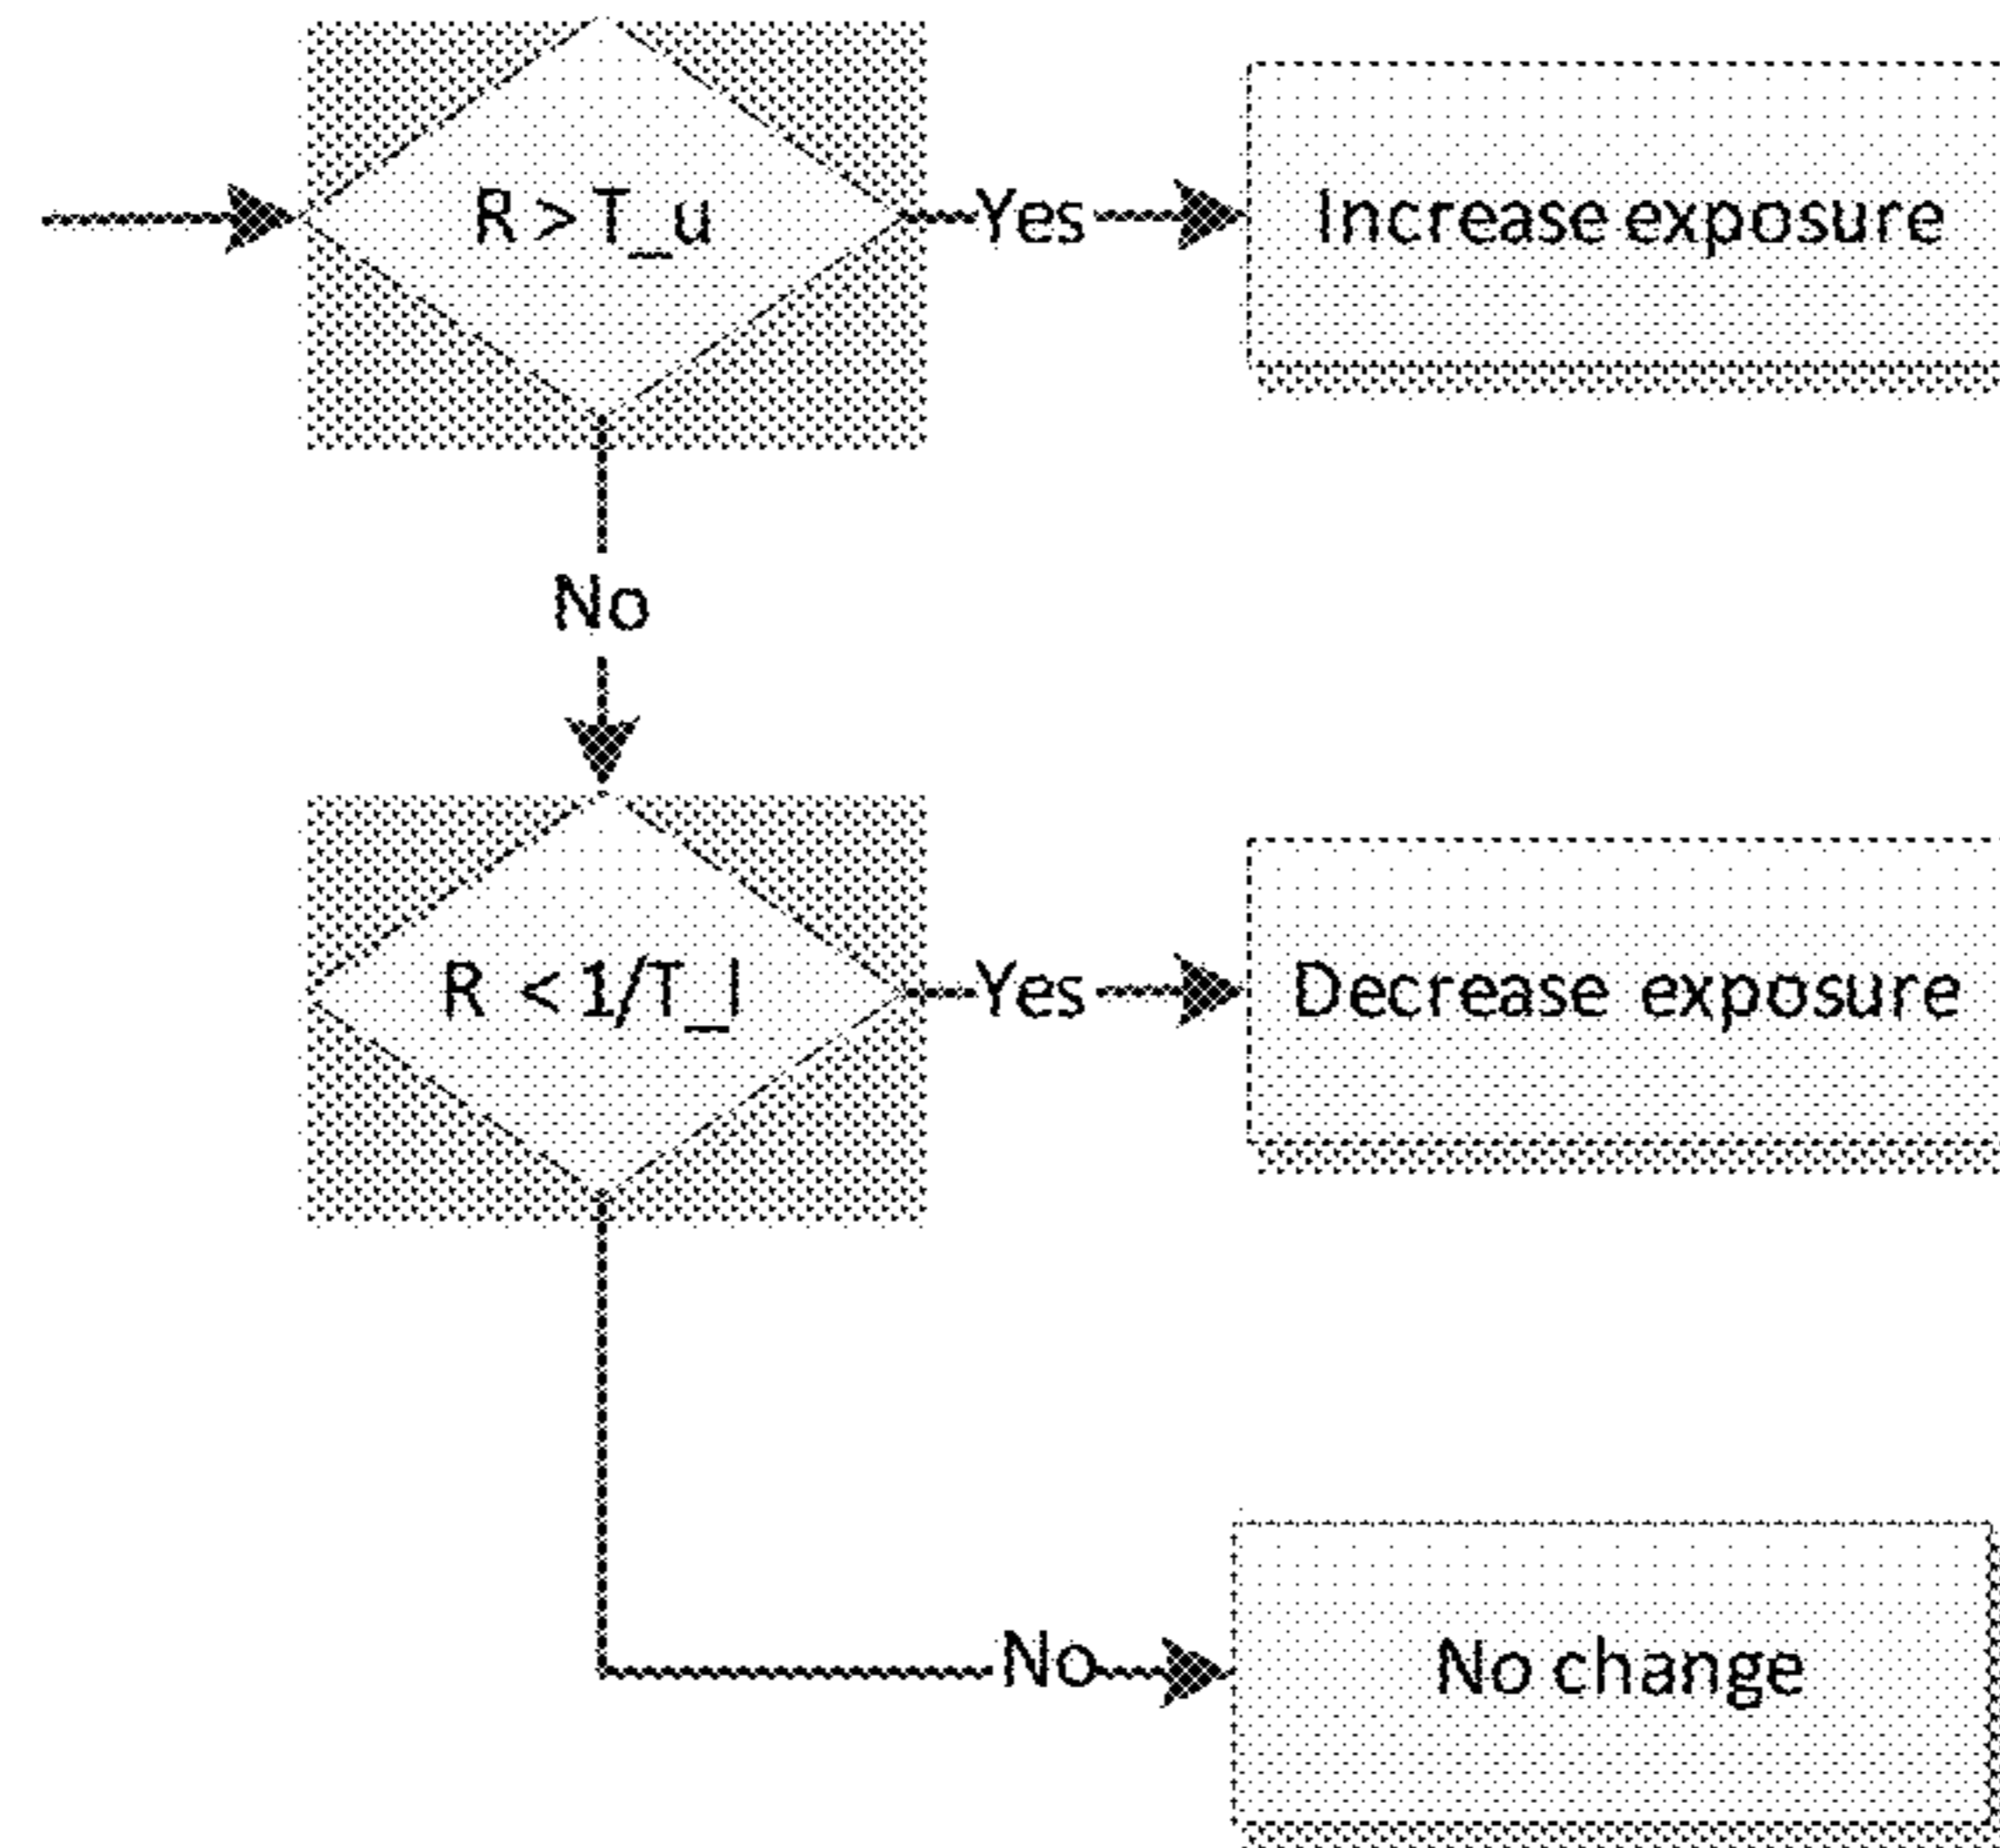 R > T_u
Yes
Increase exposure
No
R < 1/T_l
Yes
Decrease exposure
No
No change